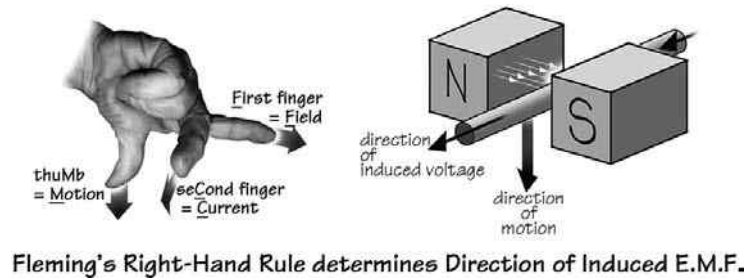 First finger
= Field
thuMb
= Motion
seCond finger
= Current
N
S
direction
of
induced voltage
direction
of
motion
Fleming's Right-Hand Rule determines Direction of Induced E.M.F.